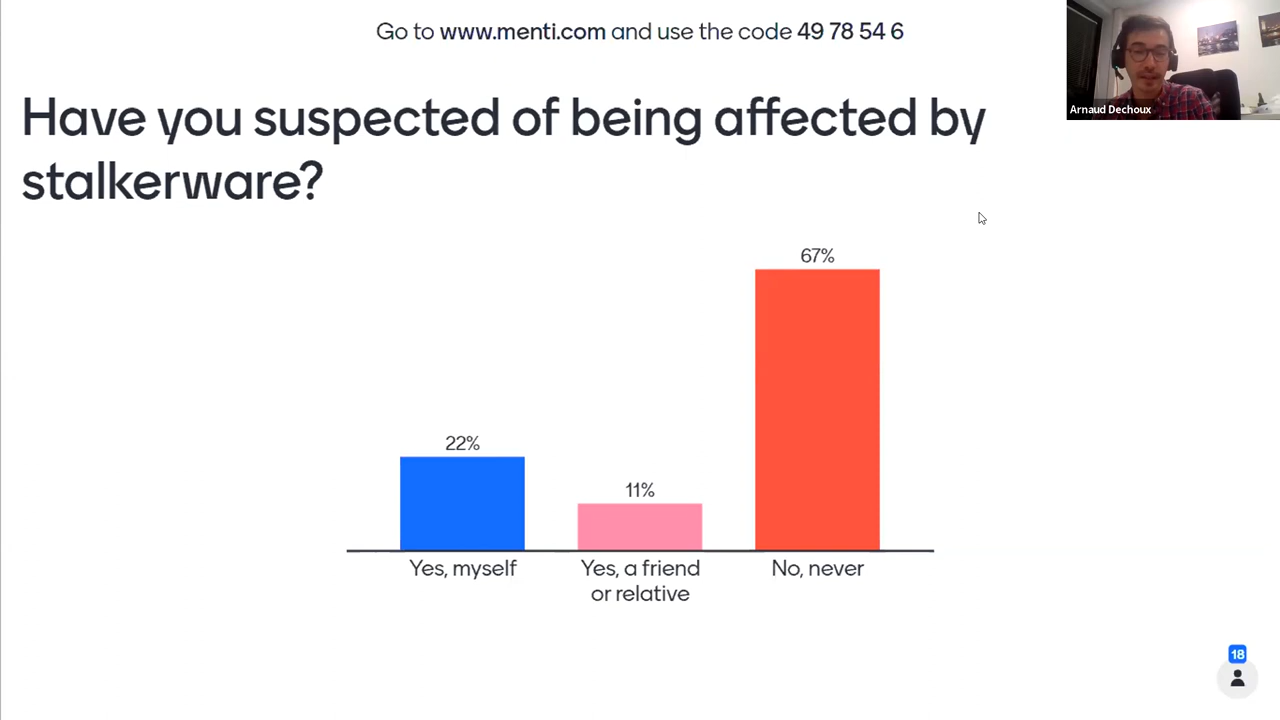 Go to www.menti.com and use the code 49 78 54 6
Arnaud Dechoux
Have you suspected of being affected by
stalkerware?
67%
22%
11%
Yes, myself
Yes, a friend
or relative
No, never
18